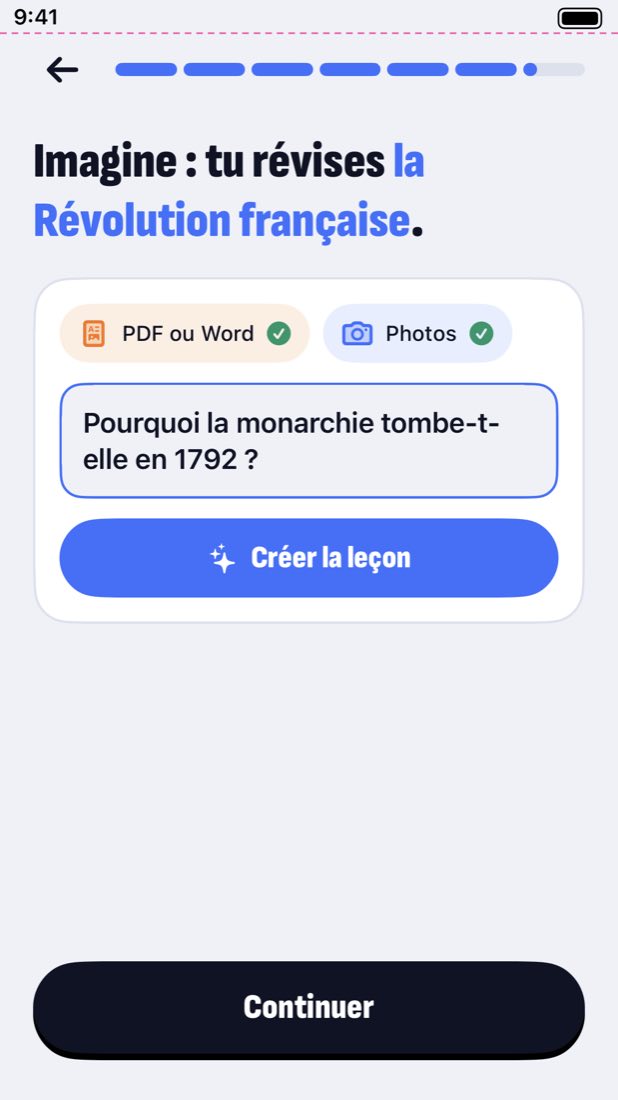 9:41
Imagine : tu révises la
Révolution française.
PDF ou Word
Photos
Pourquoi la monarchie tombe-t-
elle en 1792 ?
Créer la leçon
Continuer